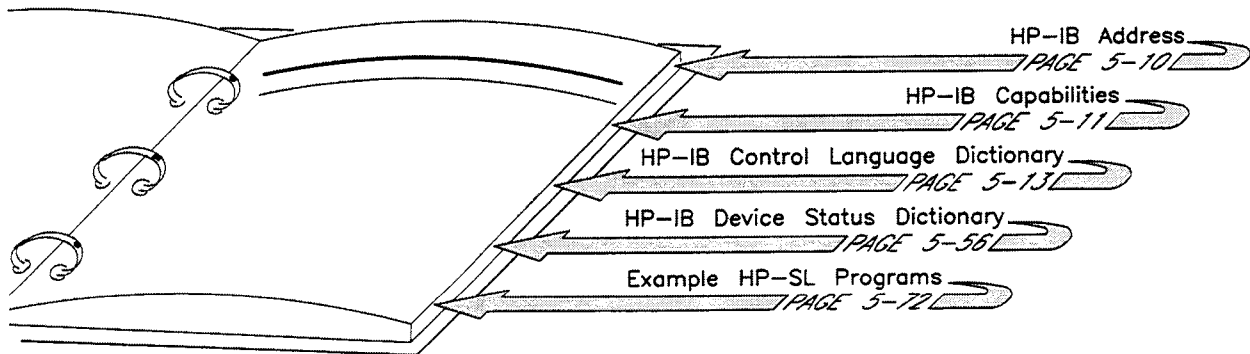 HP-IB Address
PAGE 5-10
HP-IB Capabilities
PAGE 5-11
HP-IB Control Language Dictionary
PAGE 5-13
HP-IB Device Status Dictionary
PAGE 5-56
Example HP-SL Programs
PAGE 5-72